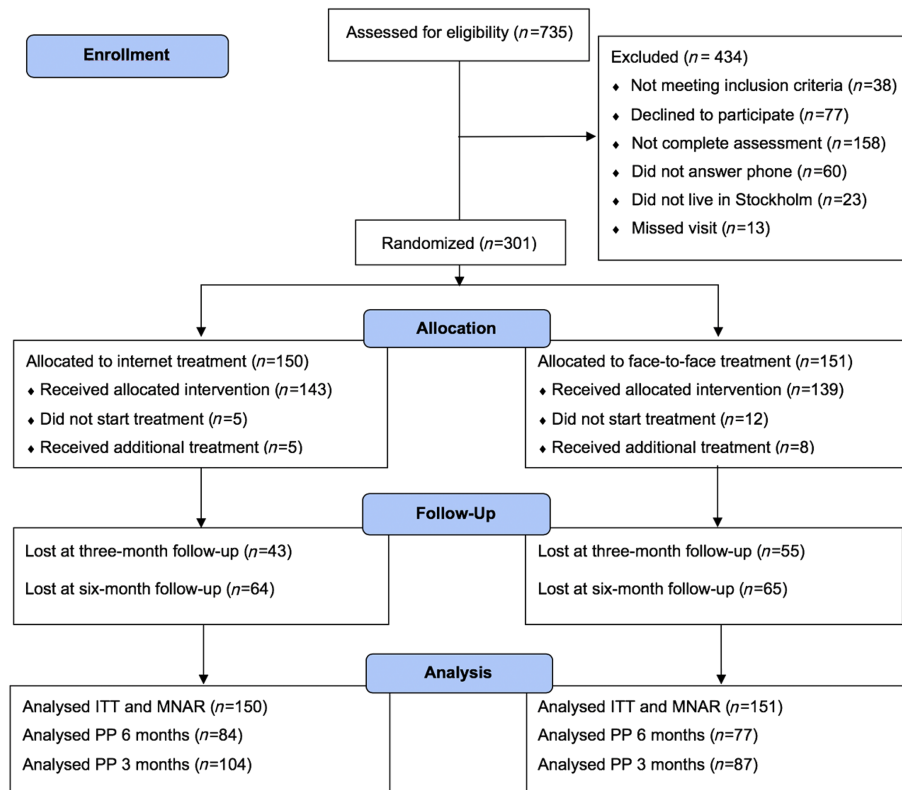 Assessed for eligibility (n=735)
Enrollment
Excluded (n= 434)
♦ Not meeting inclusion criteria (n=38)
♦ Declined to participate (n=77)
♦ Not complete assessment (n=158)
♦ Did not answer phone (n=60)
♦ Did not live in Stockholm (n=23)
♦ Missed visit (n=13)
Randomized (n=301)
Allocation
Allocated to internet treatment (n=150)
♦ Received allocated intervention (n=143)
♦ Did not start treatment (n=5)
♦ Received additional treatment (n=5)
Allocated to face-to-face treatment (n=151)
♦ Received allocated intervention (n=139)
♦ Did not start treatment (n=12)
♦ Received additional treatment (n=8)
Follow-Up
Lost at three-month follow-up (n=43)
Lost at six-month follow-up (n=64)
Lost at three-month follow-up (n=55)
Lost at six-month follow-up (n=65)
Analysis
Analysed ITT and MNAR (n=150)
Analysed PP 6 months (n=84)
Analysed PP 3 months (n=104)
Analysed ITT and MNAR (n=151)
Analysed PP 6 months (n=77)
Analysed PP 3 months (n=87)